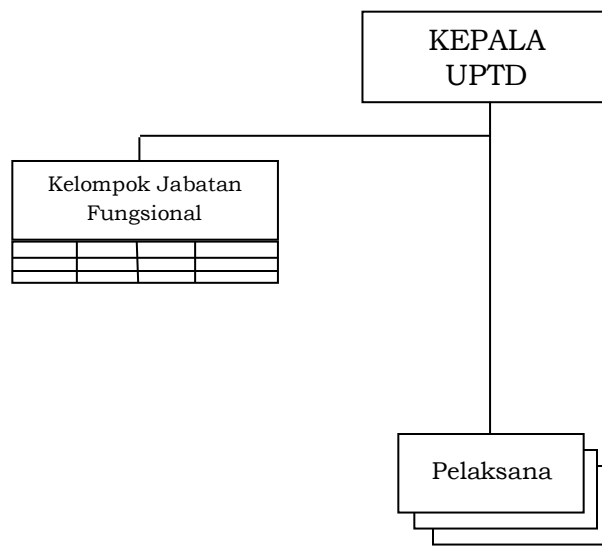 KEPALA
UPTD
Kelompok Jabatan
Fungsional
Pelaksana